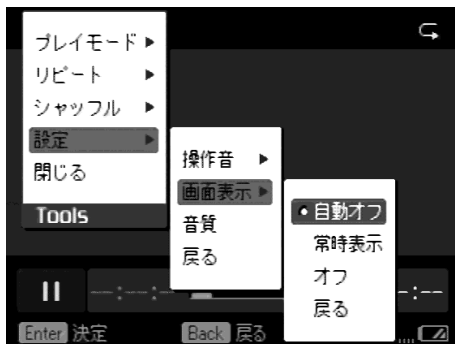 プレイモード
リピート
シャッフル
設定
閉じる
Tools
操作音
画面表示
音質
戻る
自動オフ
常時表示
オフ
戻る
--:--
-:--
Enter 決定
Back 戻る